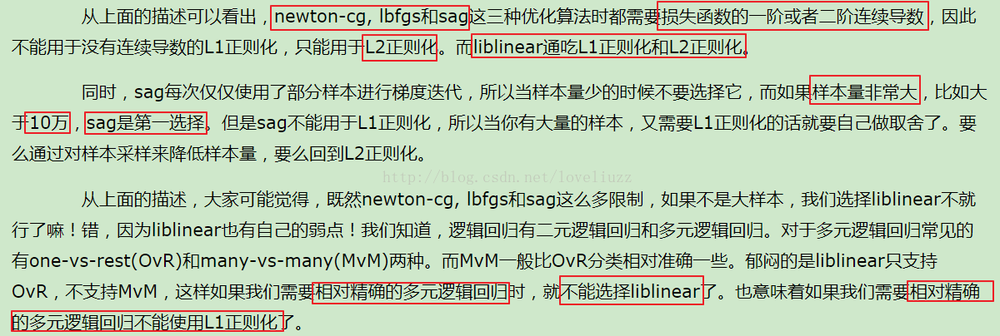 从上面的描述可以看出，newton-cg, lbfgs和sag这三种优化算法时都需要损失函数的一阶或者二阶连续导数，因此
不能用于没有连续导数的L1正则化，只能用于L2正则化。而liblinear通吃L1正则化和L2正则化。
同时，sag每次仅仅使用了部分样本进行梯度迭代，所以当样本量少的时候不要选择它，而如果样本量非常大，比如大
于10万，sag是第一选择。但是sag不能用于L1正则化，所以当你有大量的样本，又需要L1正则化的话就要自己做取舍了。要
么通过对样本采样来降低样本量，要么回到L2正则化。
http://blog.csdn.net/loveliuzz
从上面的描述，大家可能觉得，既然newton-cg, lbfgs和sag这么多限制，如果不是大样本，我们选择liblinear不就
行了嘛！错，因为liblinear也有自己的弱点！我们知道，逻辑回归有二元逻辑回归和多元逻辑回归。对于多元逻辑回归常见的
有one-vs-rest(OvR)和many-vs-many(MvM)两种。而MvM一般比OvR分类相对准确一些。郁闷的是liblinear只支持
OvR，不支持MvM，这样如果我们需要相对精确的多元逻辑回归时，就不能选择liblinear了。也意味着如果我们需要相对精确
的多元逻辑回归不能使用L1正则化了。